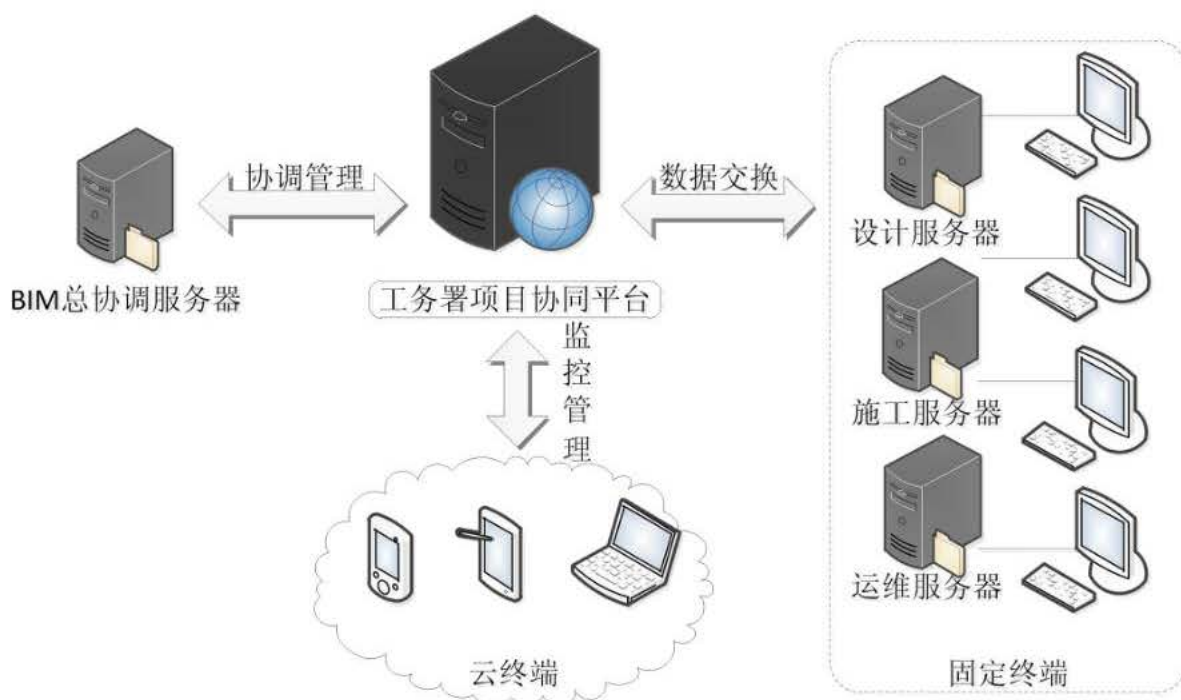 协调管理
数据交换
BIM总协调服务器
工务署项目协同平台
监控管理
云终端
设计服务器
施工服务器
运维服务器
固定终端